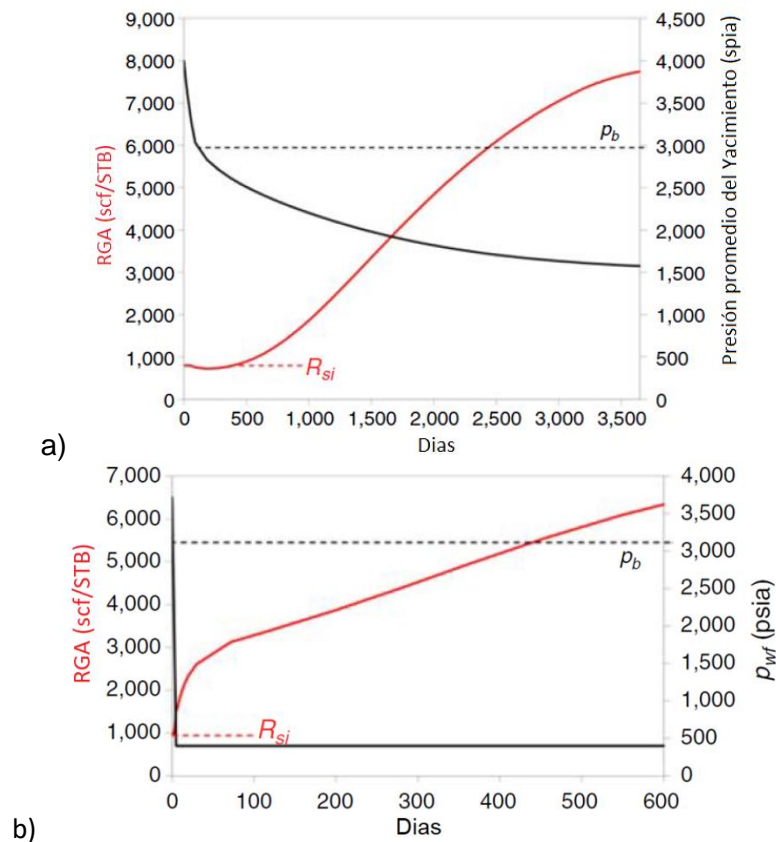 9,000
8,000
7,000
6,000
5,000
4,000
3,000
2,000
1,000
0
RGA (scf/STB)
4,500
4,000
3,500
3,000
2,500
2,000
1,500
1,000
500
0
Presión promedio del Yacimiento (spia)
p_b
R_si
0 500 1,000 1,500 2,000 2,500 3,000 3,500
Dias
a)
7,000
6,000
5,000
4,000
3,000
2,000
1,000
0
RGA (scf/STB)
4,000
3,500
3,000
2,500
2,000
1,500
1,000
500
0
p_wf (psia)
p_b
R_si
0 100 200 300 400 500 600
Dias
b)